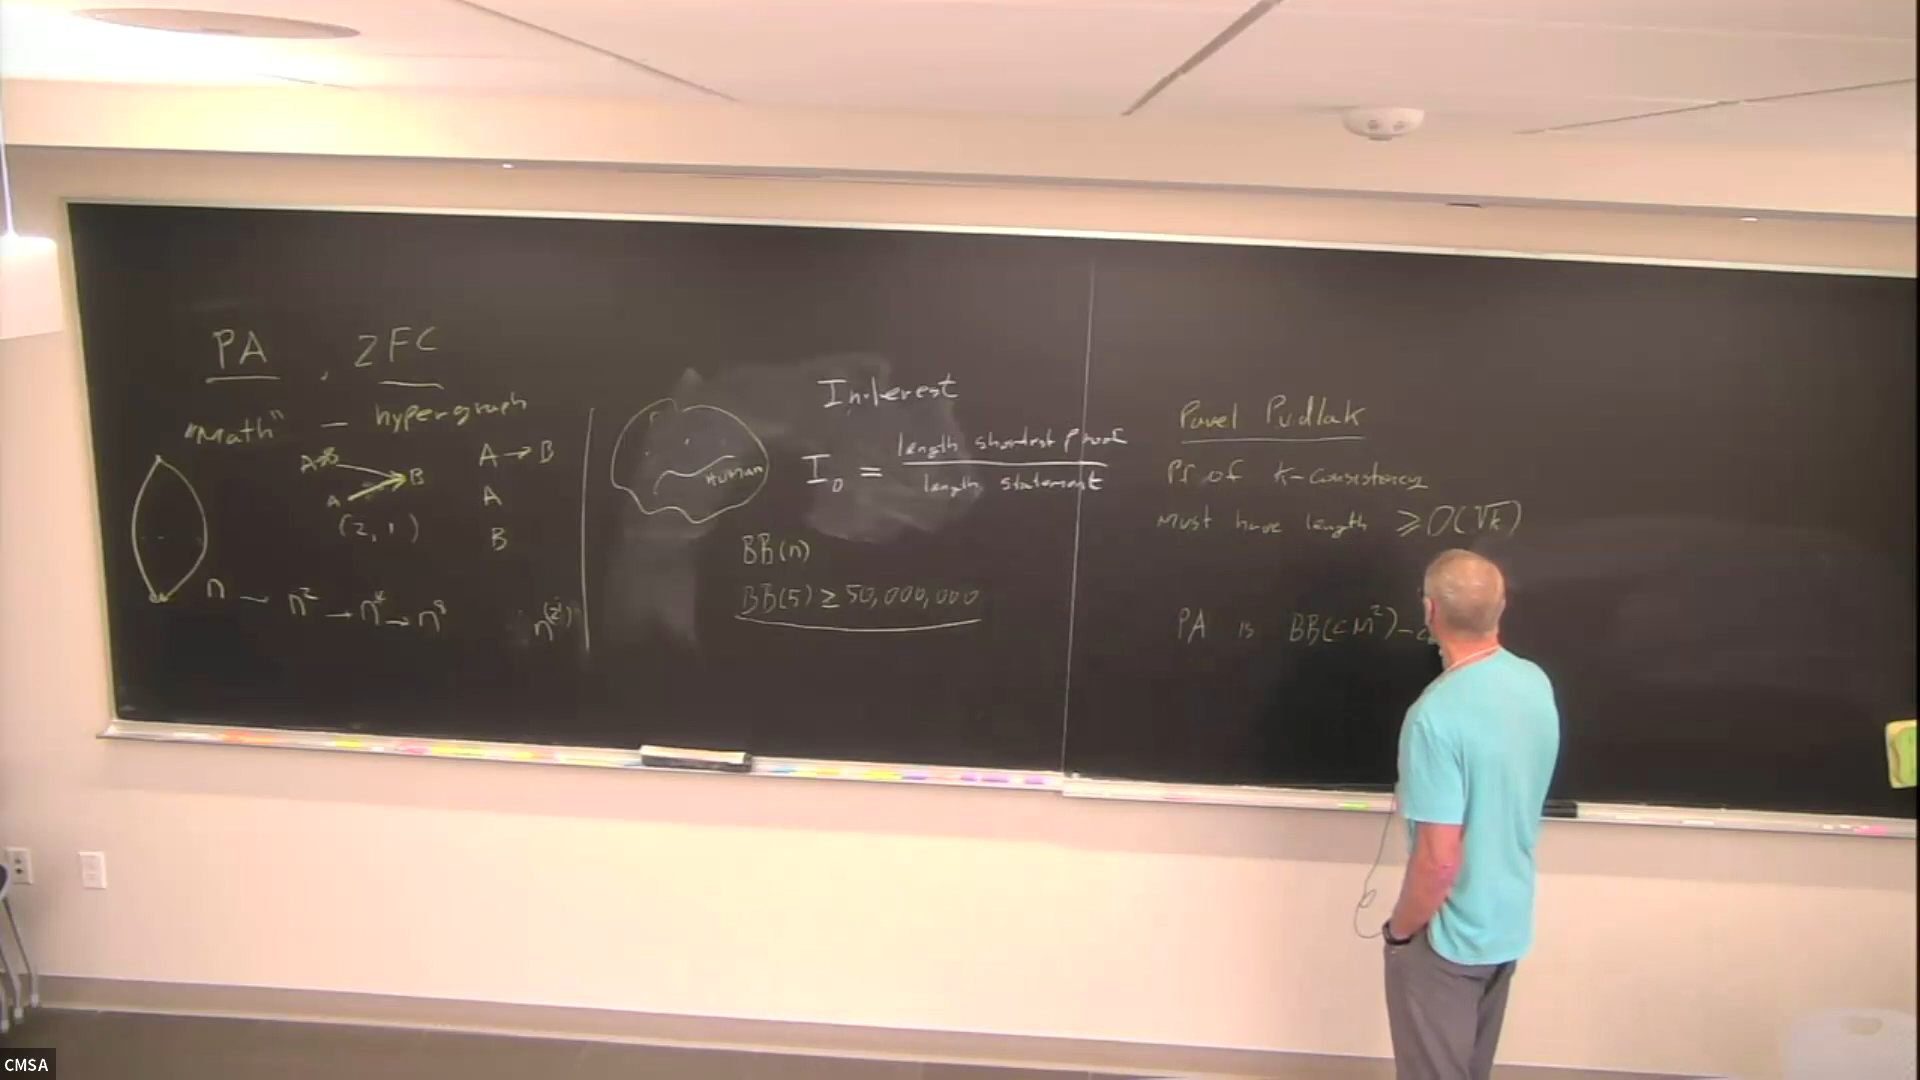 PA , ZFC
"Math" — hypergraph
A→B
B
A
(2,1)
A → B
A
B
n → n² → n⁴ → n⁸
Human
Interest
I₀ = length shortest proof
length statement
BB(n)
BB(5) ≥ 50,000,000
Pavel Pudlak
Ps of K-consistency
Must have length ≥ O(√k)
PA is BB(cM²)-c
CMSA